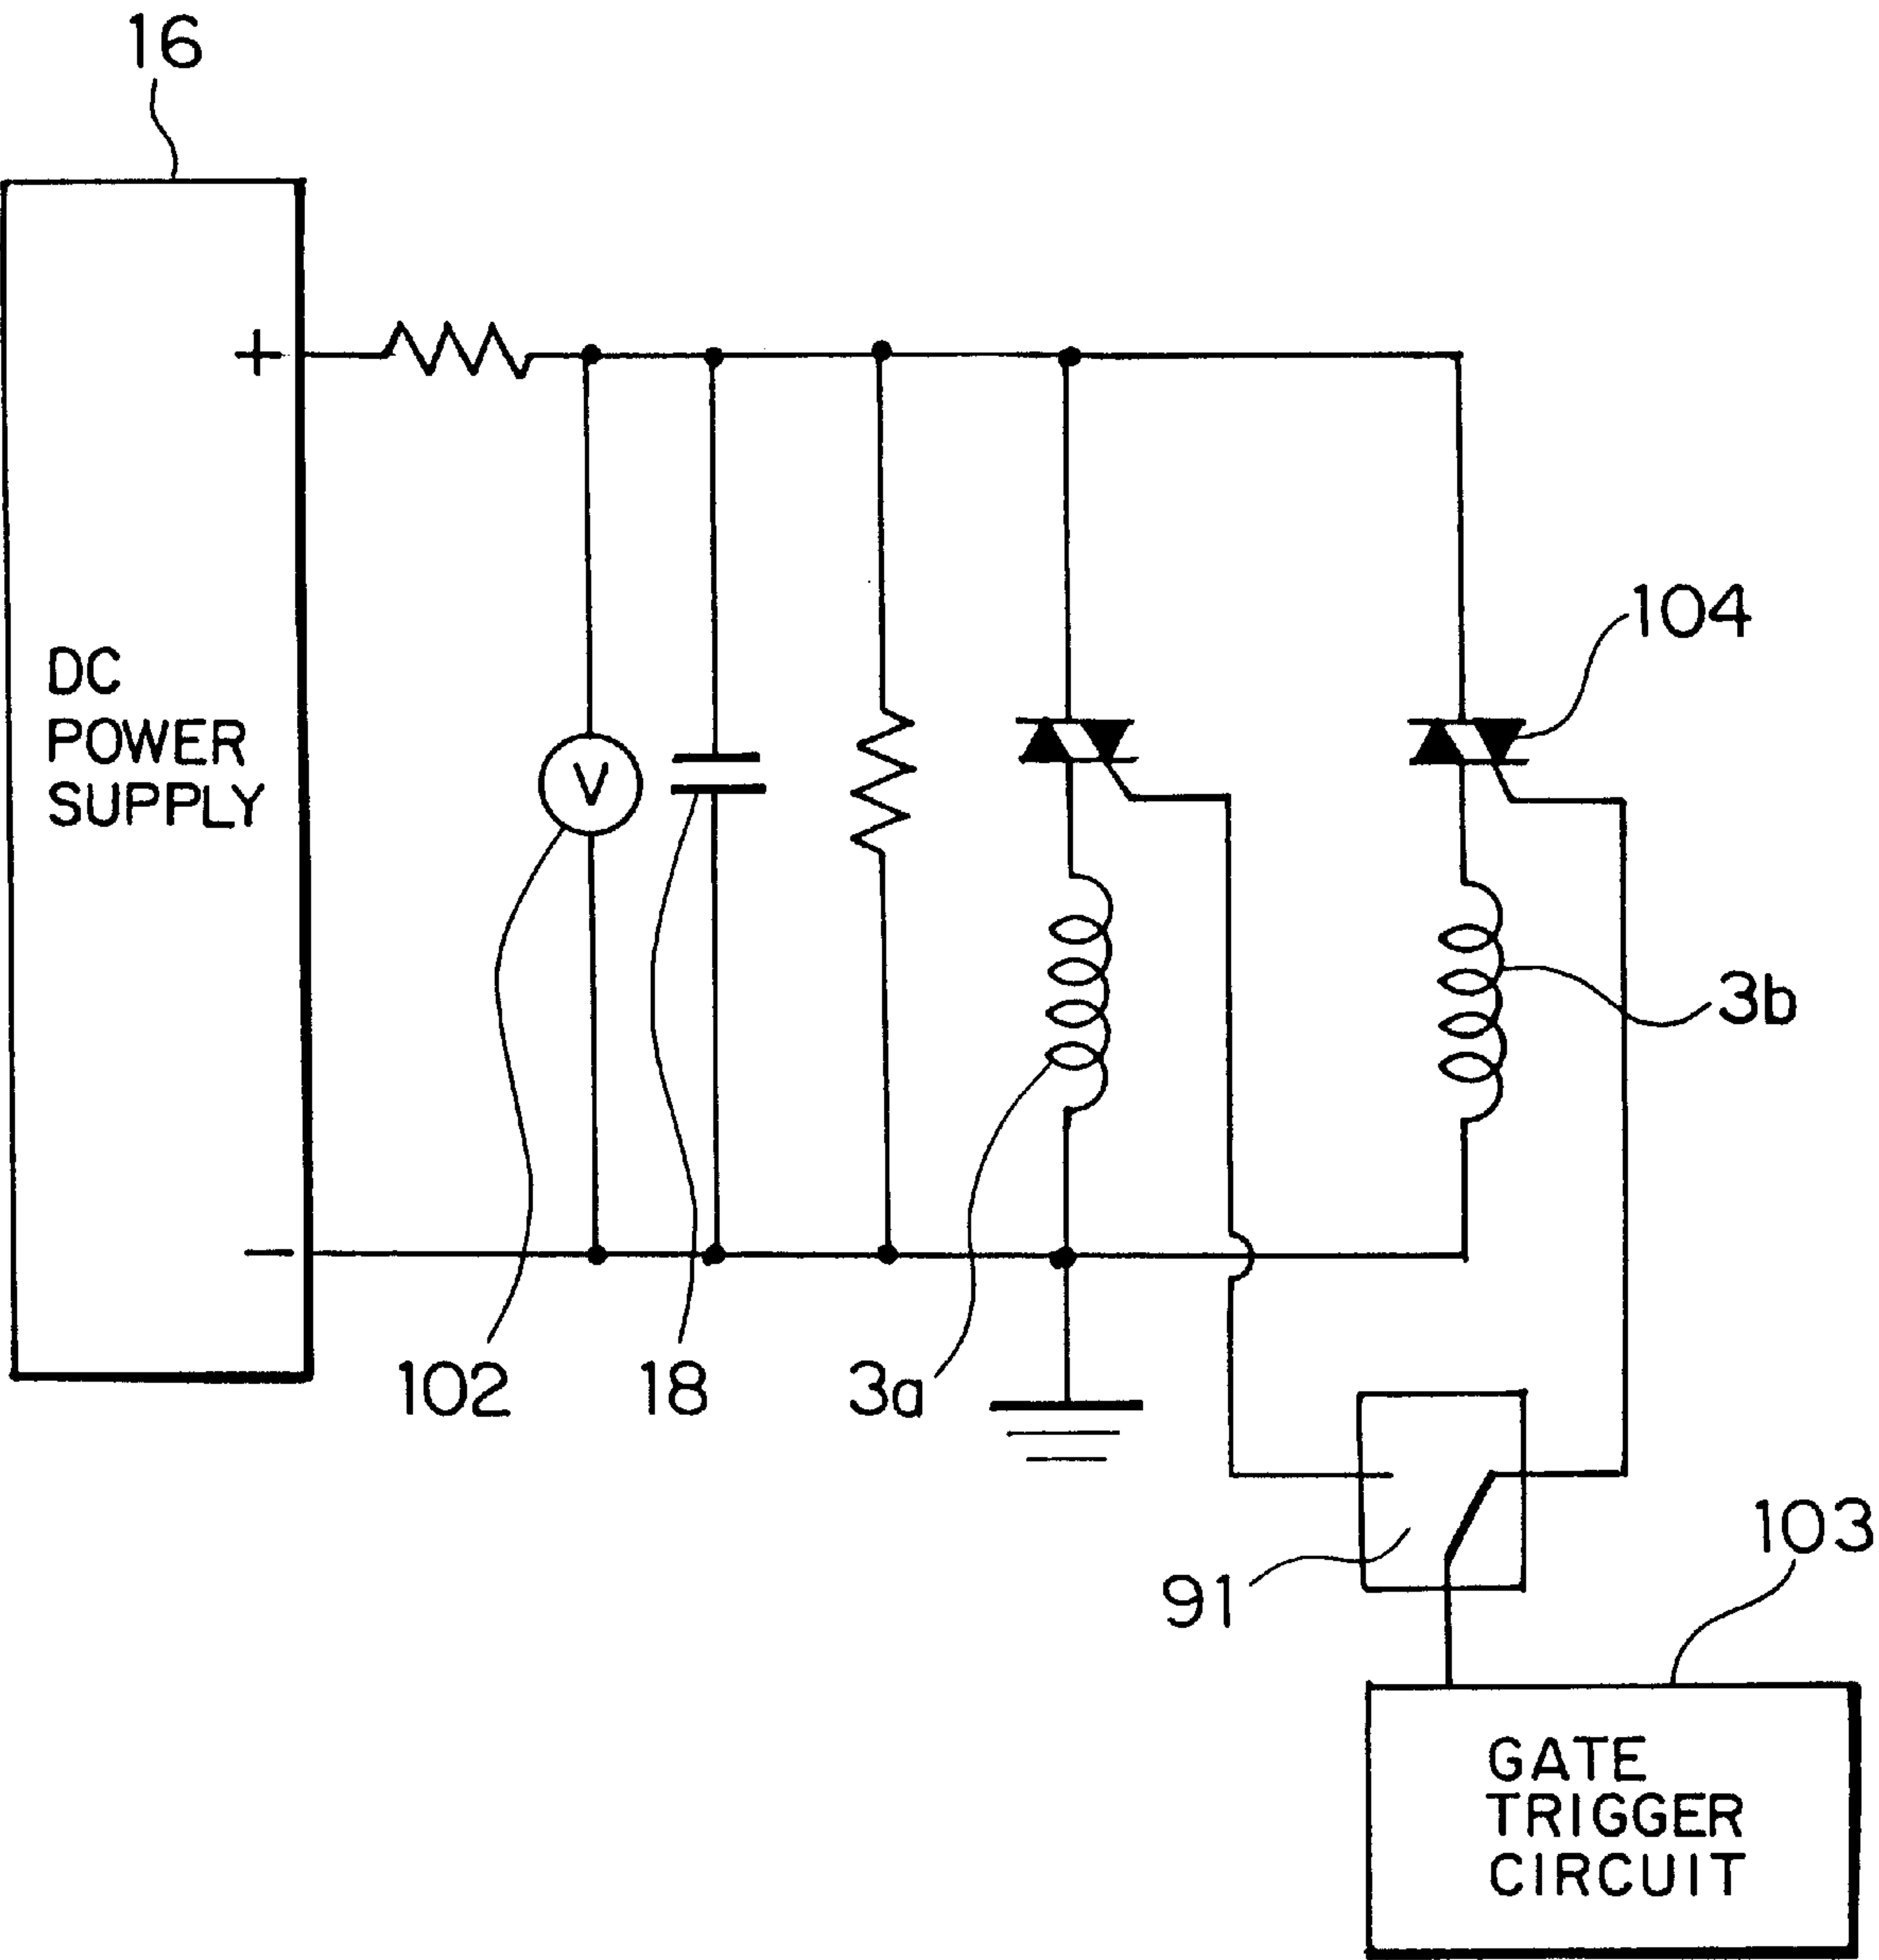 16
+
DC
POWER
SUPPLY
V
104
3b
−
102
18
3a
91
103
GATE
TRIGGER
CIRCUIT